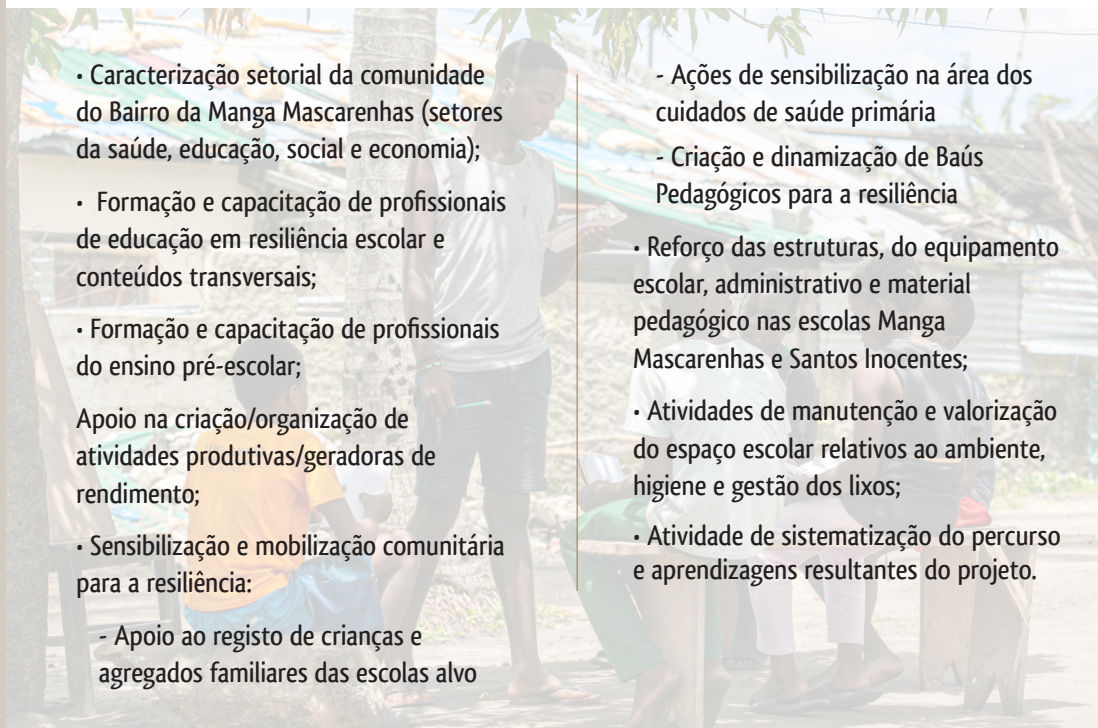 • Caracterização setorial da comunidade
do Bairro da Manga Mascarenhas (setores
da saúde, educação, social e economia);
• Formação e capacitação de profissionais
de educação em resiliência escolar e
conteúdos transversais;
• Formação e capacitação de profissionais
do ensino pré-escolar;
Apoio na criação/organização de
atividades produtivas/geradoras de
rendimento;
• Sensibilização e mobilização comunitária
para a resiliência:
- Apoio ao registo de crianças e
agregados familiares das escolas alvo
- Ações de sensibilização na área dos
cuidados de saúde primária
- Criação e dinamização de Baús
Pedagógicos para a resiliência
• Reforço das estruturas, do equipamento
escolar, administrativo e material
pedagógico nas escolas Manga
Mascarenhas e Santos Inocentes;
• Atividades de manutenção e valorização
do espaço escolar relativos ao ambiente,
higiene e gestão dos lixos;
• Atividade de sistematização do percurso
e aprendizagens resultantes do projeto.